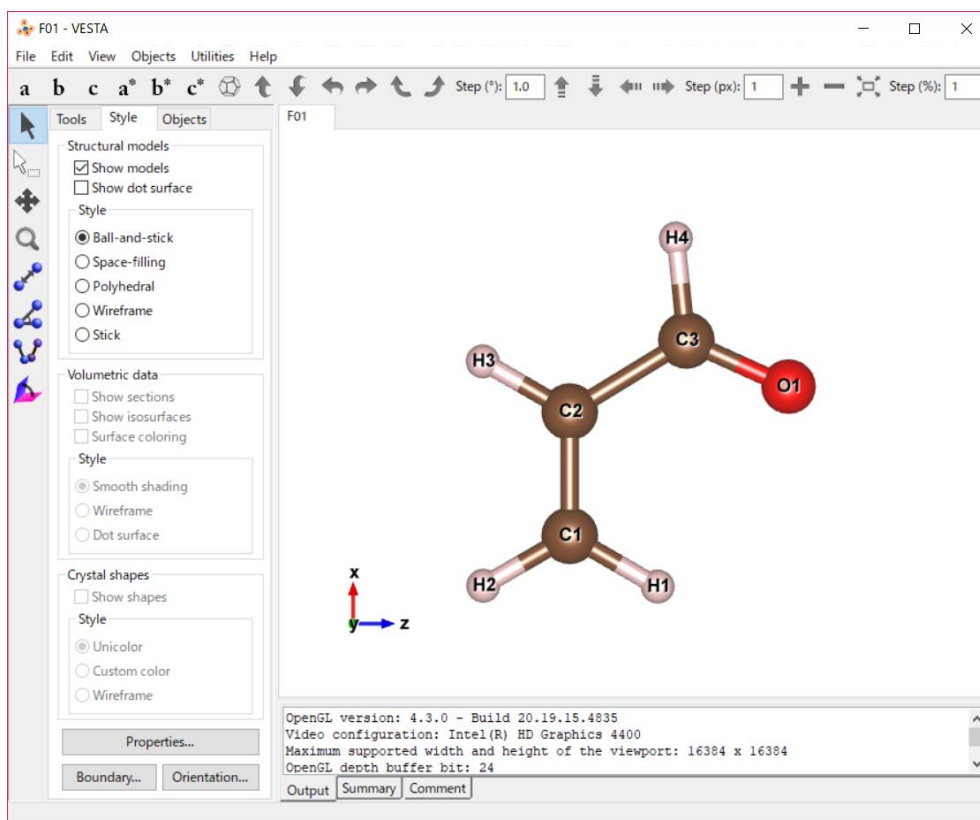 F01 - VESTA
File Edit View Objects Utilities Help
a b c a* b* c* Step (°): 1.0 Step (px): 1 Step (%): 1
Tools Style Objects
F01
Structural models
Show models
Show dot surface
Style
Ball-and-stick
Space-filling
Polyhedral
Wireframe
Stick
Volumetric data
Show sections
Show isosurfaces
Surface coloring
Style
Smooth shading
Wireframe
Dot surface
Crystal shapes
Show shapes
Style
Unicolor
Custom color
Wireframe
Properties...
Boundary... Orientation...
H4
C3
H3
O1
C2
C1
H2 H1
x
y z
OpenGL version: 4.3.0 - Build 20.19.15.4835
Video configuration: Intel(R) HD Graphics 4400
Maximum supported width and height of the viewport: 16384 x 16384
OpenGL depth buffer bit: 24
Output Summary Comment